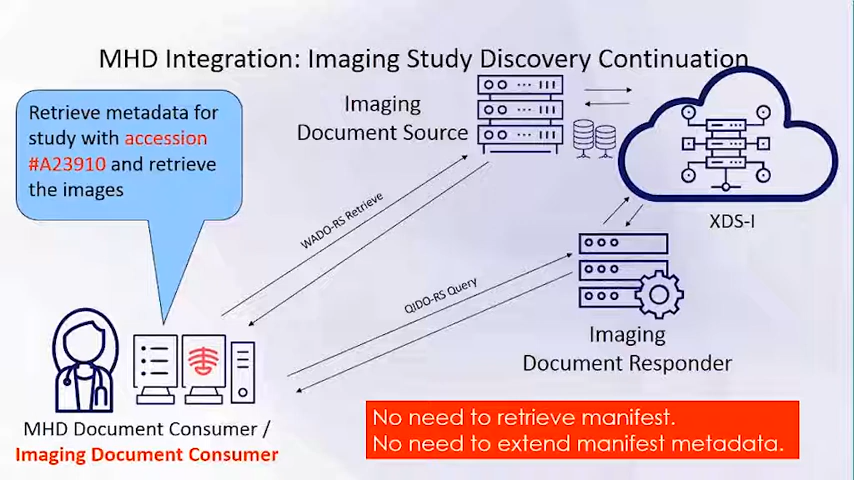 MHD Integration: Imaging Study Discovery Continuation
Retrieve metadata for
study with accession
#A23910 and retrieve
the images
Imaging
Document Source
XDS-I
WADO-RS Retrieve
QIDO-RS Query
Imaging
Document Responder
MHD Document Consumer /
Imaging Document Consumer
No need to retrieve manifest.
No need to extend manifest metadata.